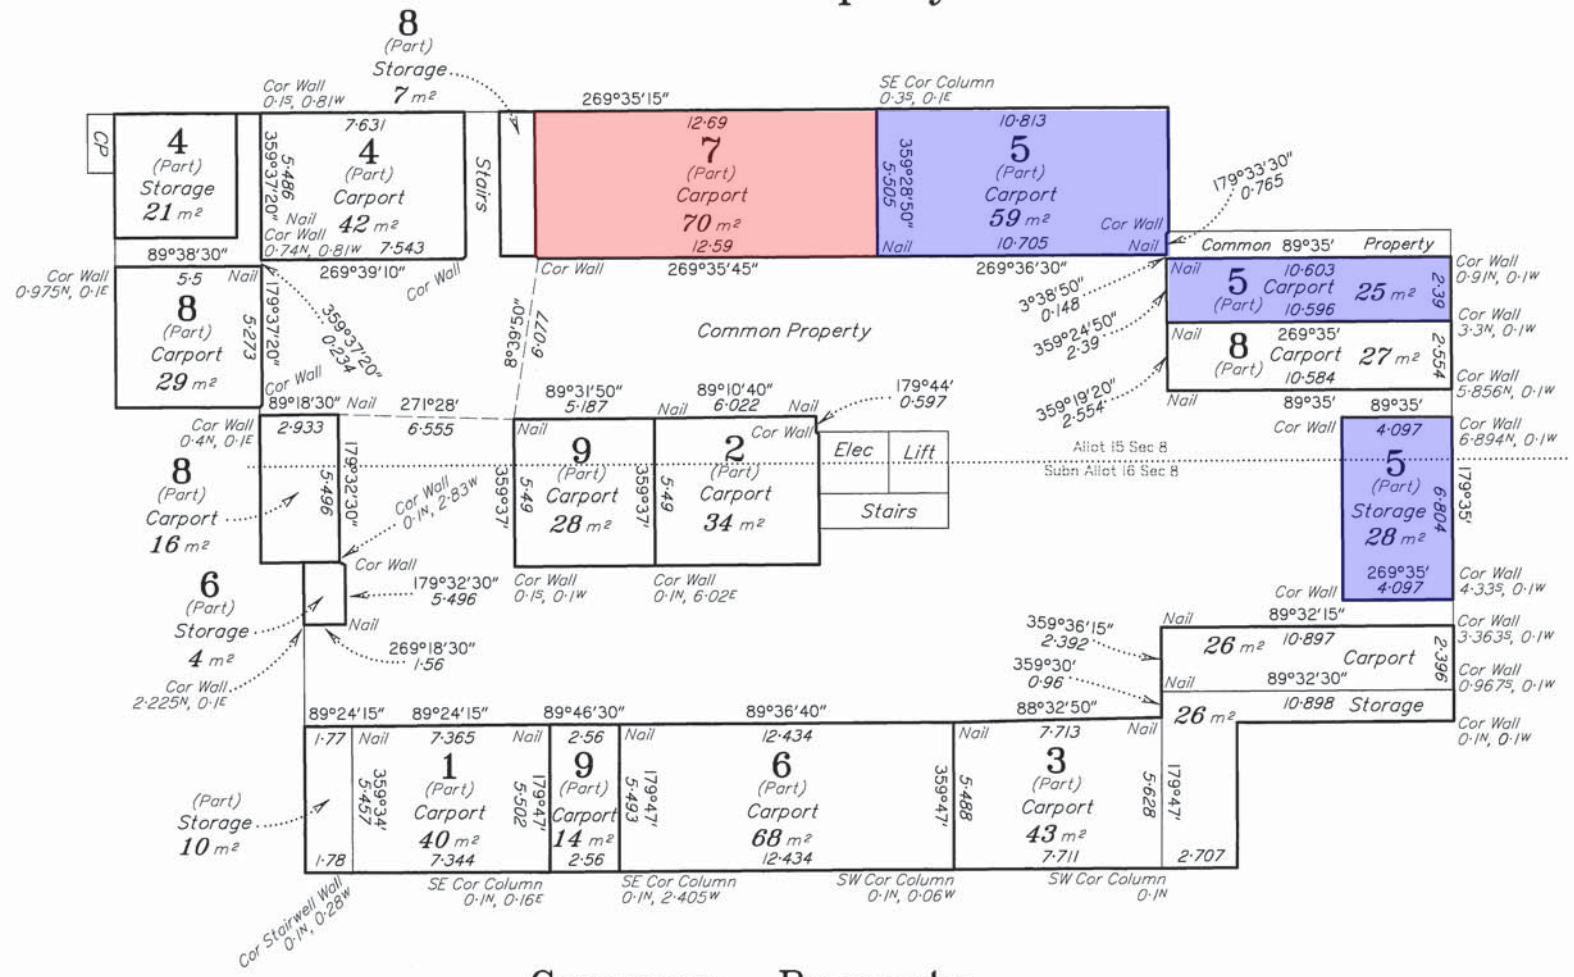 8
(Part)
Storage
7 m²
Cor Wall
0·1S, 0·81W
269°35'15"
SE Cor Column
0·3S, 0·1E
CP
4
(Part)
Storage
21 m²
7·631
359°37'20"
5·486
4
(Part)
Carport
42 m²
Nail
Cor Wall
0·74N, 0·81W
7·543
Stairs
12·69
7
(Part)
Carport
70 m²
12·59
10·813
359°28'50"
5·505
5
(Part)
Carport
59 m²
Cor Wall
Nail
10·705
Nail
179°33'30"
0·765
89°38'30"
269°39'10"
Cor Wall
Cor Wall
269°35'45"
269°36'30"
Common 89°35' Property
Cor Wall
0·975N, 0·1E
5·5
Nail
8
(Part)
Carport
29 m²
5·273
179°37'20"
359°37'20"
0·234
Cor Wall
8°39'50"
6·077
Common Property
3°38'50"
0·148
359°24'50"
2·39
359°19'20"
2·554
Nail
10·603
5
(Part)
Carport
25 m²
10·596
2·39
Cor Wall
0·91N, 0·1W
Nail
269°35'
8
(Part)
Carport
27 m²
10·584
2·554
Cor Wall
3·3N, 0·1W
Cor Wall
5·856N, 0·1W
Nail
89°35'
89°35'
89°18'30"
Nail
271°28'
6·555
89°31'50"
5·187
Nail
89°10'40"
6·022
Nail
179°44'
0·597
Cor Wall
0·4N, 0·1E
2·933
8
(Part)
Carport
16 m²
5·496
179°32'30"
Cor Wall
0·1N, 2·83W
Nail
359°37'
5·49
9
(Part)
Carport
28 m²
359°37'
5·49
2
(Part)
Carport
34 m²
Cor Wall
Elec
Lift
Stairs
Allot 15 Sec 8
Subn Allot 16 Sec 8
Cor Wall
4·097
5
(Part)
Storage
28 m²
269°35'
4·097
6·804
179°35'
Cor Wall
6·894N, 0·1W
Cor Wall
Cor Wall
4·33S, 0·1W
Cor Wall
179°32'30"
5·496
Cor Wall
0·1S, 0·1W
Cor Wall
0·1N, 6·02E
6
(Part)
Storage
4 m²
Nail
269°18'30"
1·56
Cor Wall
2·225N, 0·1E
359°36'15"
2·392
359°30'
0·96
Nail
89°32'15"
26 m²
10·897
Carport
2·396
Nail
89°32'30"
26 m²
10·898
Storage
Cor Wall
3·363S, 0·1W
Cor Wall
0·967S, 0·1W
Cor Wall
0·1N, 0·1W
89°24'15"
89°24'15"
89°46'30"
89°36'40"
88°32'50"
1·77
Nail
7·365
Nail
2·56
Nail
12·434
Nail
7·713
Nail
(Part)
Storage
10 m²
359°34'
5·457
1
(Part)
Carport
40 m²
7·344
5·502
179°47'
9
(Part)
Carport
14 m²
2·56
179°47'
5·493
6
(Part)
Carport
68 m²
12·434
359°47'
5·488
3
(Part)
Carport
43 m²
7·711
5·628
179°47'
2·707
1·78
Cor Stairwell Wall
0·1N, 0·28W
SE Cor Column
0·1N, 0·16E
SE Cor Column
0·1N, 2·405W
SW Cor Column
0·1N, 0·06W
SW Cor Column
0·1N